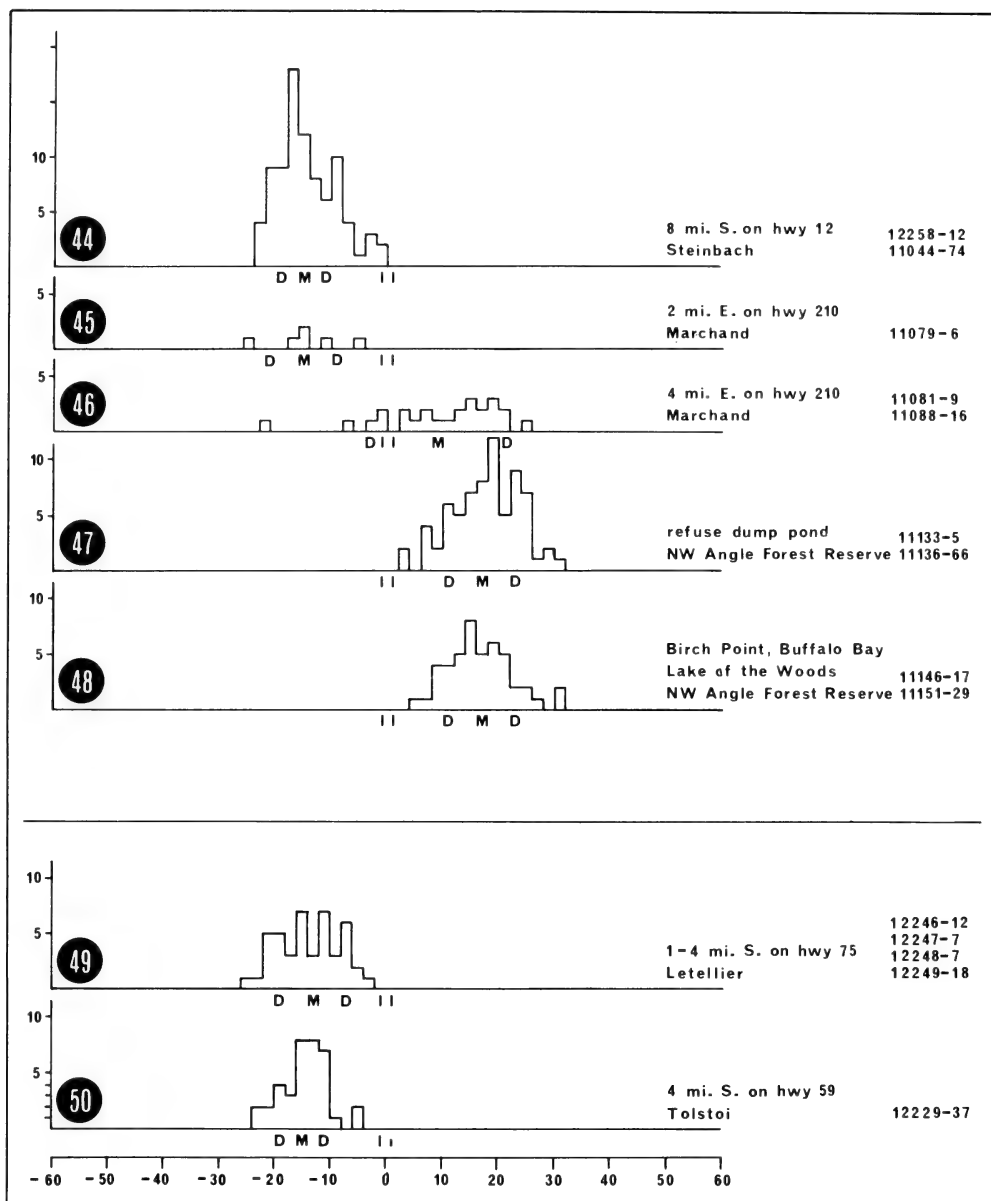 10
5
44
8 mi. S. on hwy 12 12258-12
Steinbach 11044-74
D M D I I
5
45
2 mi. E. on hwy 210
Marchand 11079-6
D M D I I
5
46
4 mi. E. on hwy 210 11081-9
Marchand 11088-16
D I I M D
10
5
47
refuse dump pond 11133-5
NW Angle Forest Reserve 11136-66
I I D M D
10
5
48
Birch Point, Buffalo Bay
Lake of the Woods 11146-17
NW Angle Forest Reserve 11151-29
I I D M D
10
5
49
12246-12
12247-7
1-4 mi. S. on hwy 75 12248-7
Letellier 12249-18
D M D I I
10
5
50
4 mi. S. on hwy 59
Tolstoi 12229-37
D M D I I
-60 -50 -40 -30 -20 -10 0 10 20 30 40 50 60